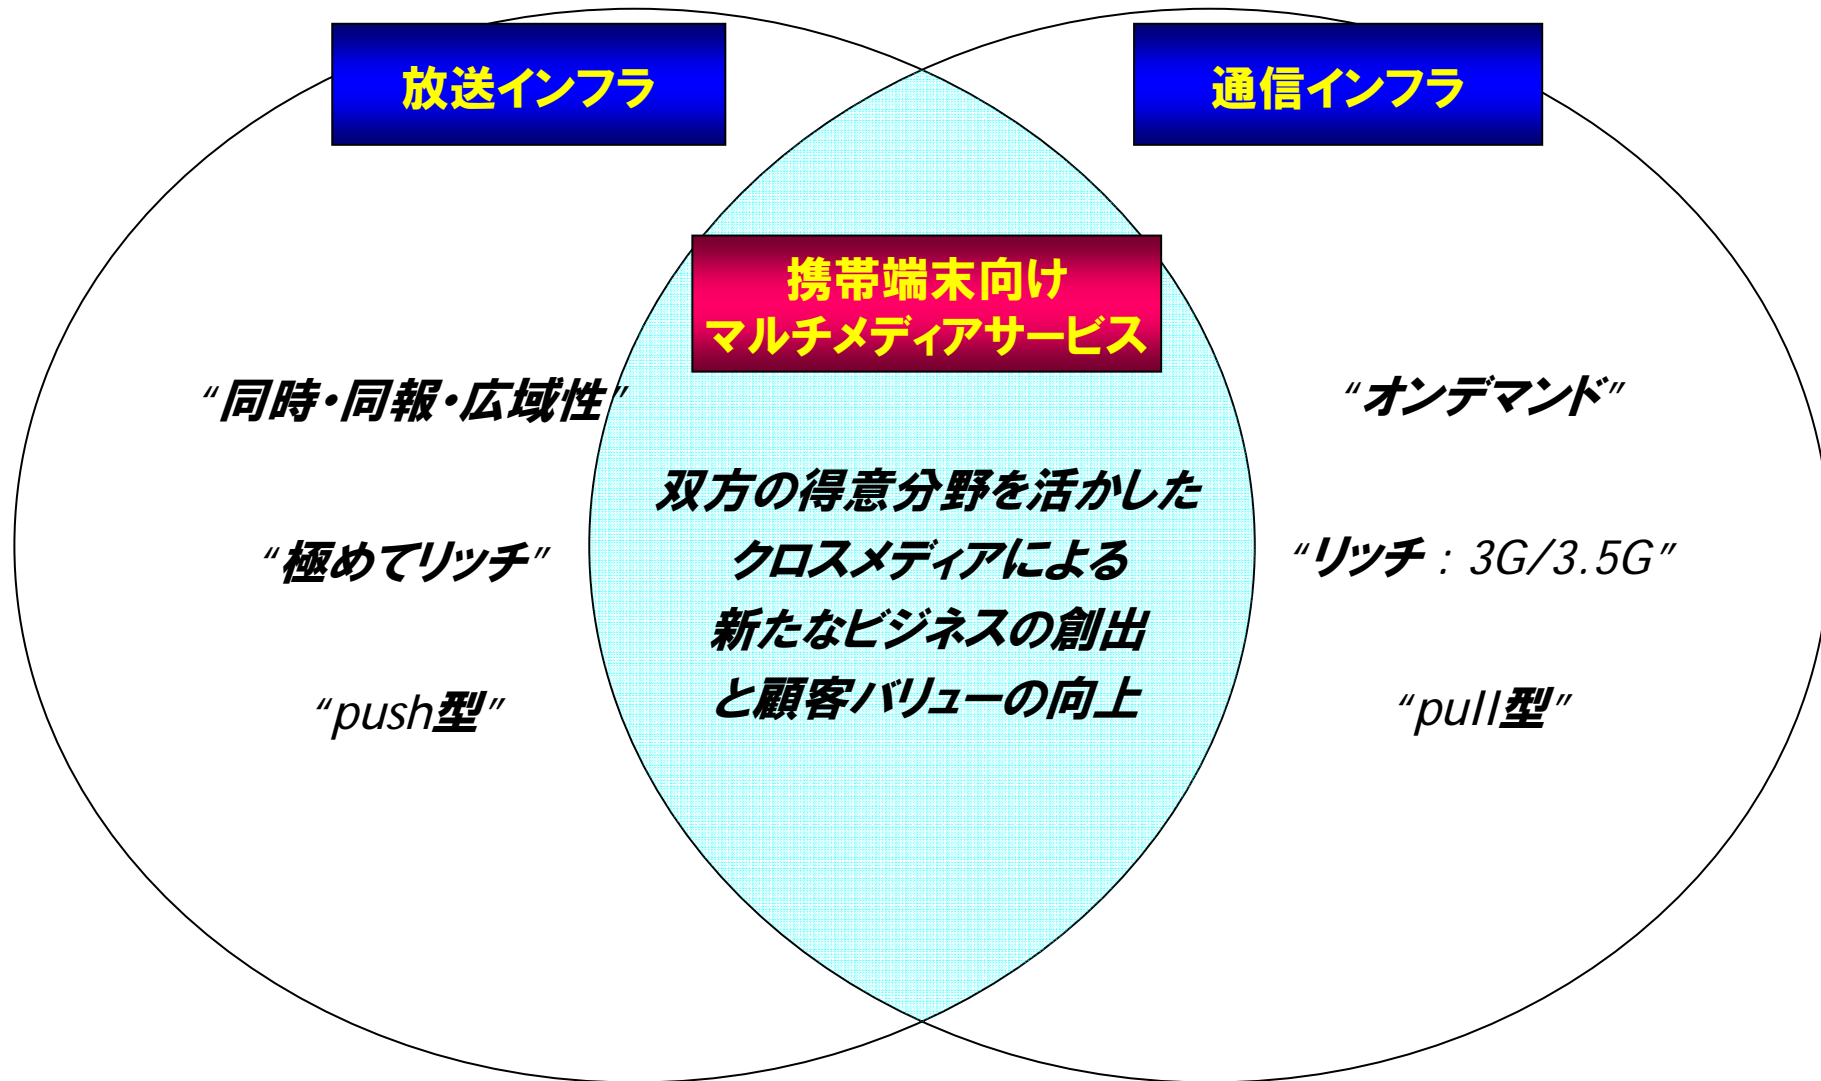 放送インフラ
通信インフラ
携帯端末向け
マルチメディアサービス
“同時・同報・広域性”
“極めてリッチ”
“push型”
双方の得意分野を活かした
クロスメディアによる
新たなビジネスの創出
と顧客バリューの向上
“オンデマンド”
“リッチ : 3G/3.5G”
“pull型”